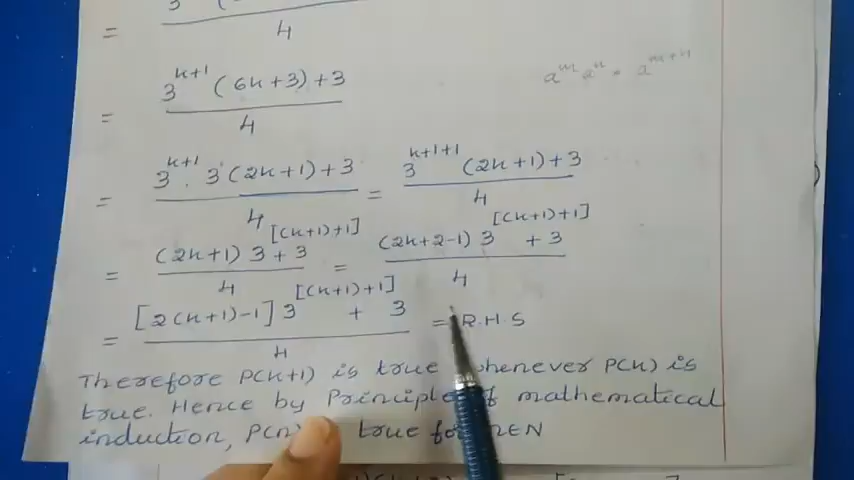 = 3 ( / 4
= 3^{k+1} (6k+3)+3 / 4
a^m a^n = a^{m+n}
= 3^{k+1} . 3^1 (2k+1)+3 / 4 = 3^{k+1+1} (2k+1)+3 / 4
= (2k+1) 3^{[(k+1)+1]} + 3 / 4 = (2k+2-1) 3^{[(k+1)+1]} + 3 / 4
= [2(k+1)-1] 3^{[(k+1)+1]} + 3 / 4 = R.H.S
Therefore P(k+1) is true whenever P(k) is
true. Hence by Principle of mathematical
induction, P(n) true for n∈N